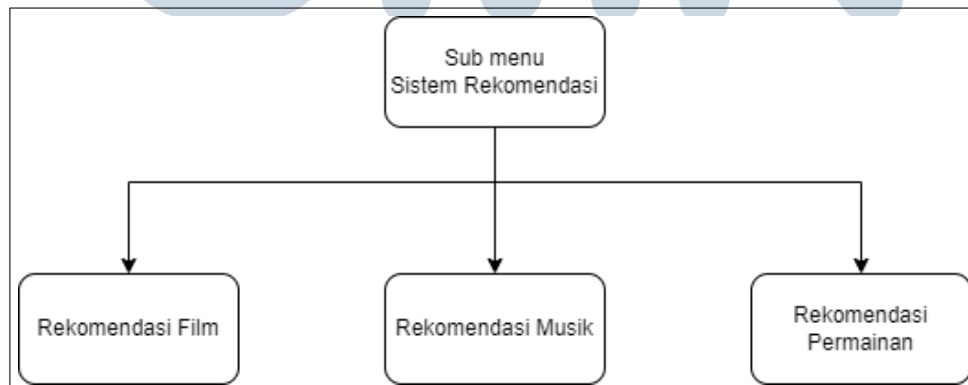 Sub menu
Sistem Rekomendasi
Rekomendasi Film
Rekomendasi Musik
Rekomendasi
Permainan